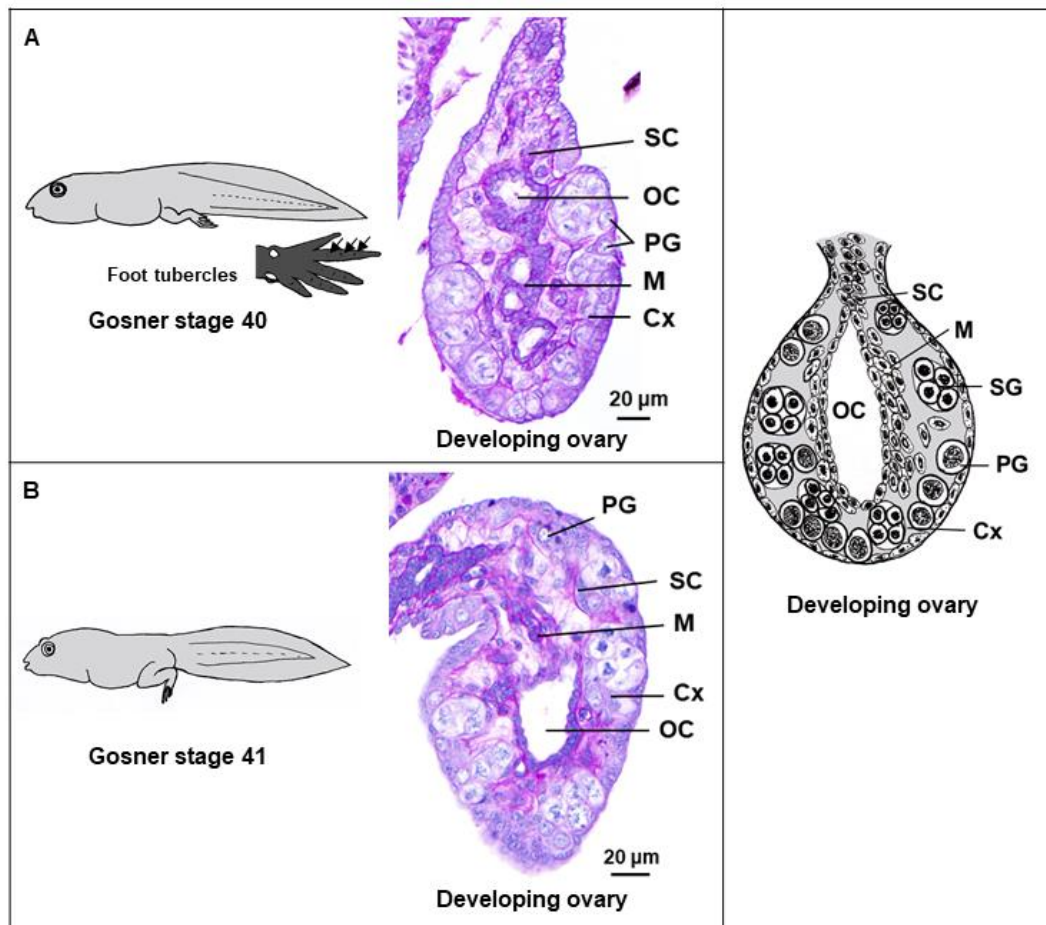 A
SC
OC
PG
M
Cx
Foot tubercles
Gosner stage 40
20 µm
Developing ovary
B
PG
SC
M
Cx
OC
Gosner stage 41
20 µm
Developing ovary
SC
M
OC
SG
PG
Cx
Developing ovary